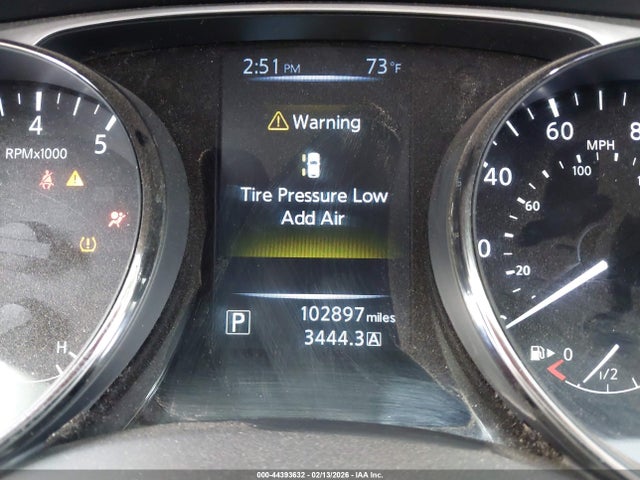 2:51 PM 73°F
Warning
Tire Pressure Low
Add Air
P 102897 miles
3444.3 A
4 5
RPMx1000
H
60 8
MPH
100
40
60
0
20
0
1/2
© 000-44393632 | 02/13/2026 - IAA Inc.